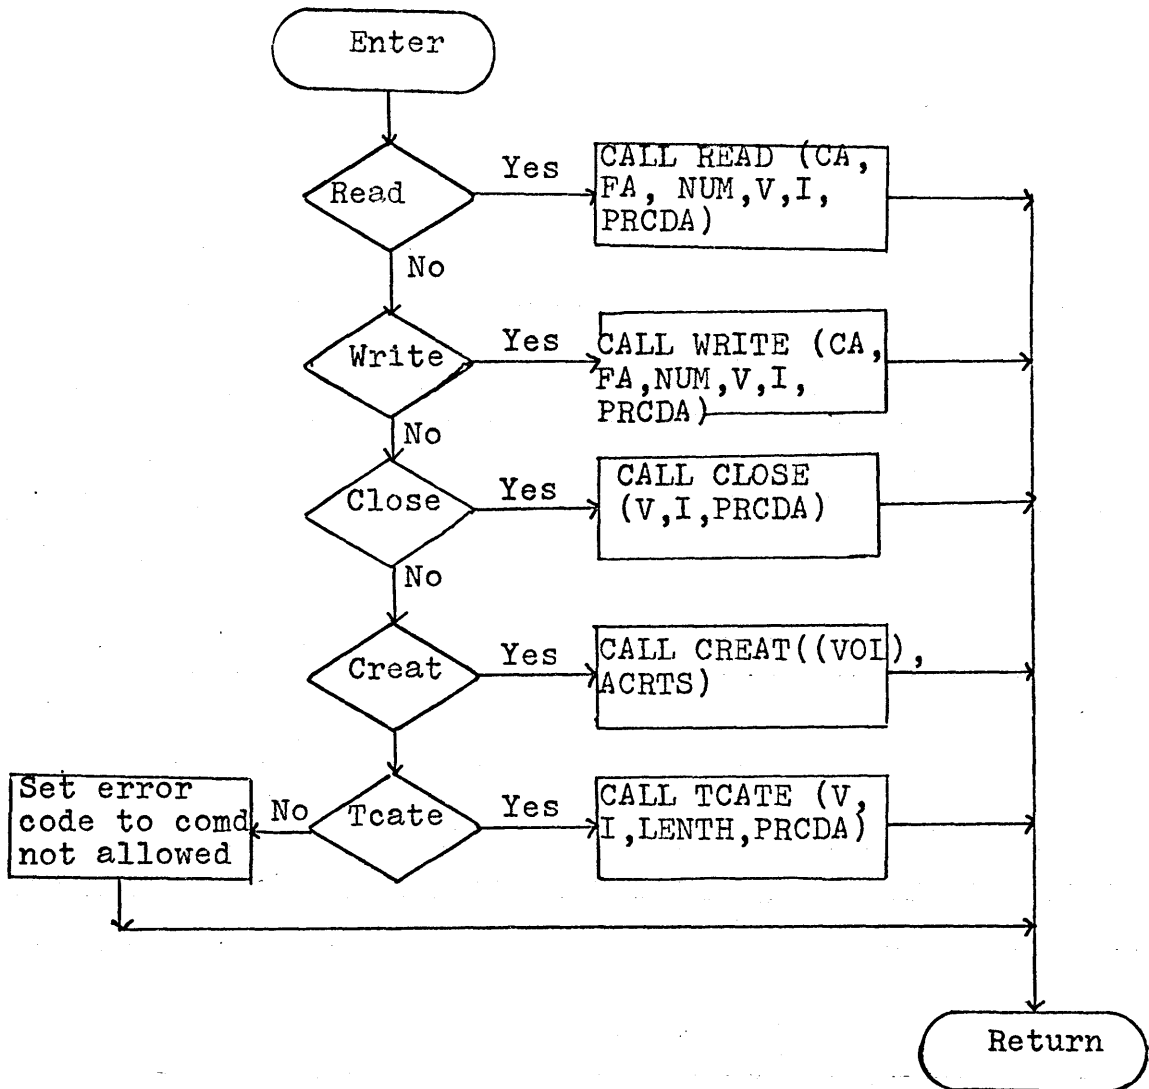 Enter
Read
Yes
CALL READ (CA,
FA, NUM,V,I,
PRCDA)
No
Write
Yes
CALL WRITE (CA,
FA,NUM,V,I,
PRCDA)
No
Close
Yes
CALL CLOSE
(V,I,PRCDA)
No
Creat
Yes
CALL CREAT((VOL),
ACRTS)
Set error
code to comd
not allowed
No
Tcate
Yes
CALL TCATE (V,
I,LENTH,PRCDA)
Return